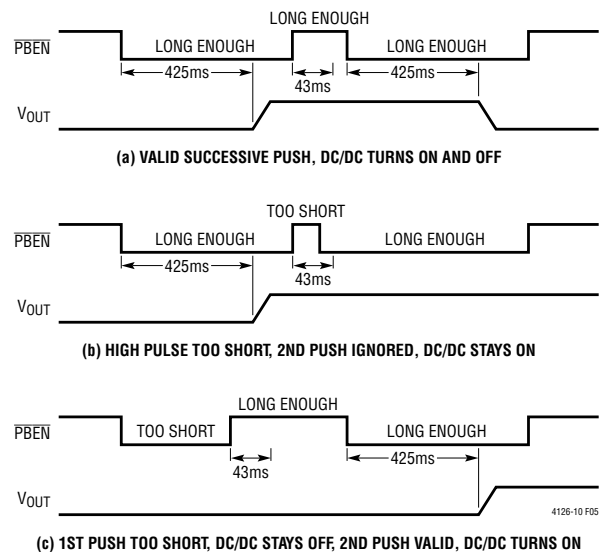 LONG ENOUGH
PBEN LONG ENOUGH LONG ENOUGH
425ms 43ms 425ms
VOUT
(a) VALID SUCCESSIVE PUSH, DC/DC TURNS ON AND OFF
TOO SHORT
PBEN LONG ENOUGH LONG ENOUGH
425ms 43ms
VOUT
(b) HIGH PULSE TOO SHORT, 2ND PUSH IGNORED, DC/DC STAYS ON
LONG ENOUGH
PBEN TOO SHORT LONG ENOUGH
43ms 425ms
VOUT
4126-10 F05
(c) 1ST PUSH TOO SHORT, DC/DC STAYS OFF, 2ND PUSH VALID, DC/DC TURNS ON